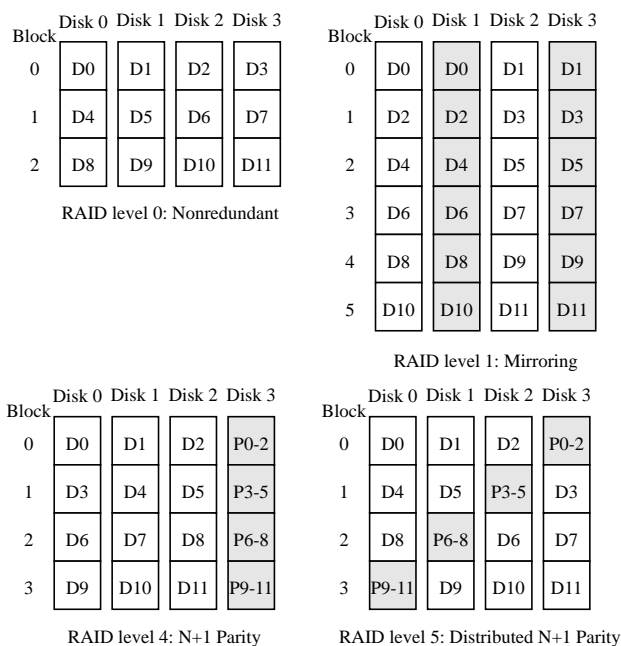 Disk 0 Disk 1 Disk 2 Disk 3
Block
0 D0 D1 D2 D3
1 D4 D5 D6 D7
2 D8 D9 D10 D11
RAID level 0: Nonredundant
Disk 0 Disk 1 Disk 2 Disk 3
Block
0 D0 D0 D1 D1
1 D2 D2 D3 D3
2 D4 D4 D5 D5
3 D6 D6 D7 D7
4 D8 D8 D9 D9
5 D10 D10 D11 D11
RAID level 1: Mirroring
Disk 0 Disk 1 Disk 2 Disk 3
Block
0 D0 D1 D2 P0-2
1 D3 D4 D5 P3-5
2 D6 D7 D8 P6-8
3 D9 D10 D11 P9-11
RAID level 4: N+1 Parity
Disk 0 Disk 1 Disk 2 Disk 3
Block
0 D0 D1 D2 P0-2
1 D4 D5 P3-5 D3
2 D8 P6-8 D6 D7
3 P9-11 D9 D10 D11
RAID level 5: Distributed N+1 Parity